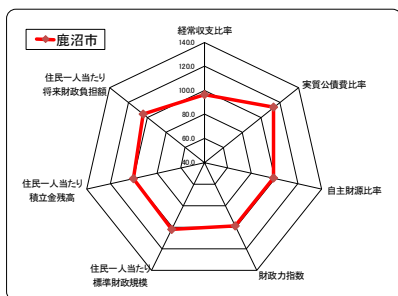 鹿沼市
経常収支比率
140.0
120.0
100.0
80.0
60.0
40.0
実質公債費比率
自主財源比率
財政力指数
住民一人当たり
標準財政規模
住民一人当たり
積立金残高
住民一人当たり
将来財政負担額